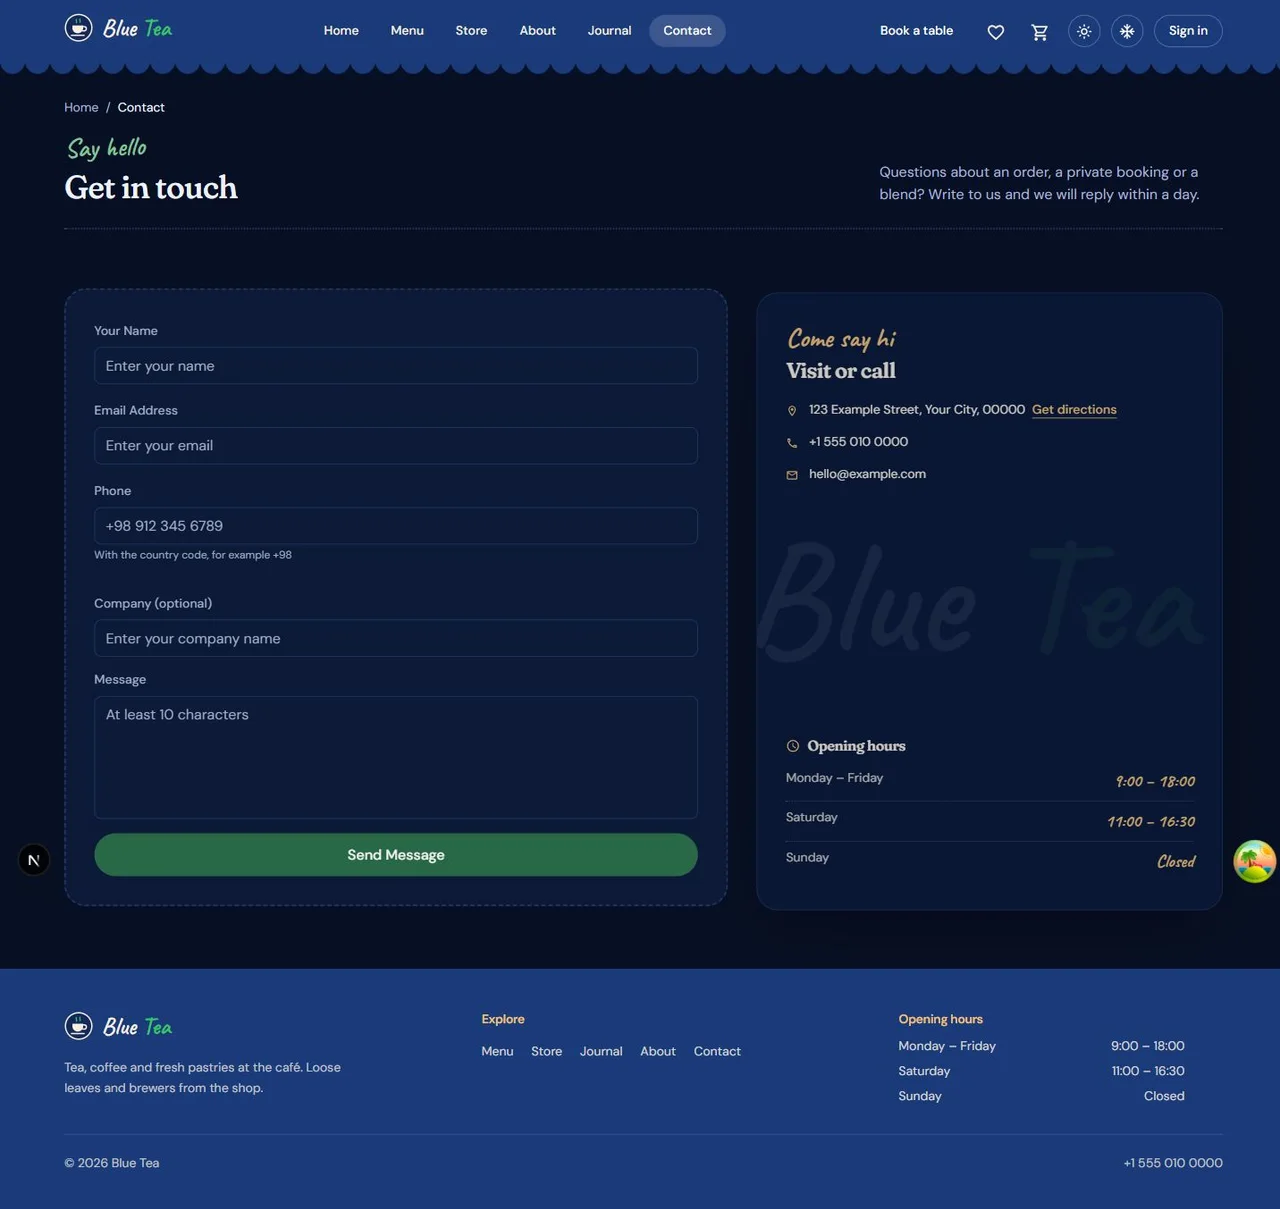 Blue Tea
Home Menu Store About Journal Contact
Book a table
Sign in
Home / Contact
Say hello
Get in touch
Questions about an order, a private booking or a
blend? Write to us and we will reply within a day.
Your Name
Enter your name
Email Address
Enter your email
Phone
+98 912 345 6789
With the country code, for example +98
Company (optional)
Enter your company name
Message
At least 10 characters
Send Message
Come say hi
Visit or call
123 Example Street, Your City, 00000 Get directions
+1 555 010 0000
hello@example.com
Blue Tea
Opening hours
Monday – Friday 9:00 – 18:00
Saturday 11:00 – 16:30
Sunday Closed
N
Blue Tea
Tea, coffee and fresh pastries at the café. Loose
leaves and brewers from the shop.
Explore
Menu Store Journal About Contact
Opening hours
Monday – Friday 9:00 – 18:00
Saturday 11:00 – 16:30
Sunday Closed
© 2026 Blue Tea
+1 555 010 0000